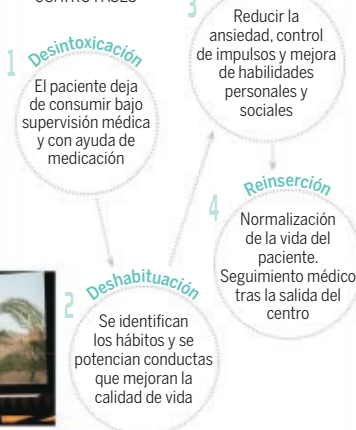 CUATRO FASES
1
Desintoxicación
El paciente deja
de consumir bajo
supervisión médica
y con ayuda de
medicación
2
Deshabituación
Se identifican
los hábitos y se
potencian conductas
que mejoran la
calidad de vida
3
Reducir la
ansiedad, control
de impulsos y mejora
de habilidades
personales y
sociales
4
Reinserción
Normalización
de la vida del
paciente.
Seguimiento médico
tras la salida del
centro